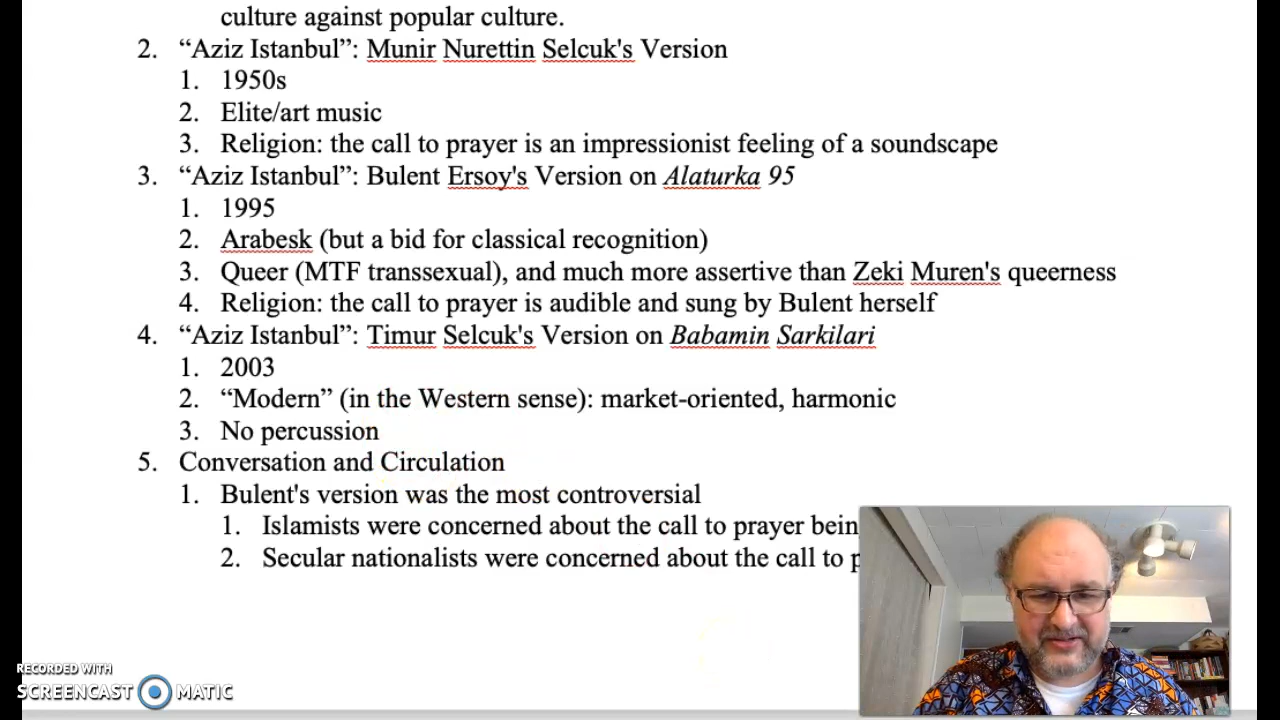 culture against popular culture.
2. “Aziz Istanbul”: Munir Nurettin Selcuk's Version
1. 1950s
2. Elite/art music
3. Religion: the call to prayer is an impressionist feeling of a soundscape
3. “Aziz Istanbul”: Bulent Ersoy's Version on Alaturka 95
1. 1995
2. Arabesk (but a bid for classical recognition)
3. Queer (MTF transsexual), and much more assertive than Zeki Muren's queerness
4. Religion: the call to prayer is audible and sung by Bulent herself
4. “Aziz Istanbul”: Timur Selcuk's Version on Babamin Sarkilari
1. 2003
2. “Modern” (in the Western sense): market-oriented, harmonic
3. No percussion
5. Conversation and Circulation
1. Bulent's version was the most controversial
1. Islamists were concerned about the call to prayer bein
2. Secular nationalists were concerned about the call to p
RECORDED WITH
SCREENCAST MATIC